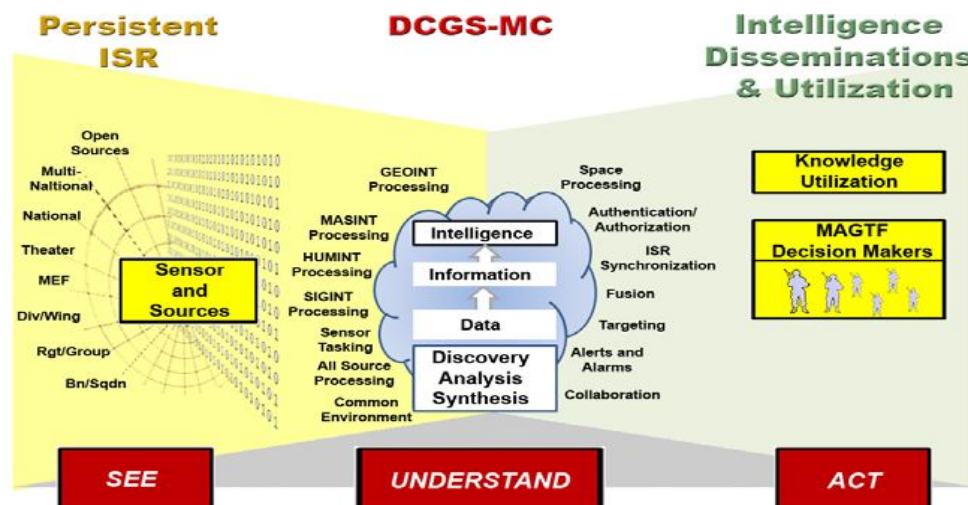 Persistent
ISR
DCGS-MC
Intelligence
Disseminations
& Utilization
Open
Sources
Multi-
Naltional
National
Theater
MEF
Div/Wing
Rgt/Group
Bn/Sqdn
Sensor
and
Sources
GEOINT
Processing
MASINT
Processing
HUMINT
Processing
SIGINT
Processing
Sensor
Tasking
All Source
Processing
Common
Environment
Intelligence
Information
Data
Discovery
Analysis
Synthesis
Space
Processing
Authentication/
Authorization
ISR
Synchronization
Fusion
Targeting
Alerts and
Alarms
Collaboration
Knowledge
Utilization
MAGTF
Decision Makers
SEE
UNDERSTAND
ACT